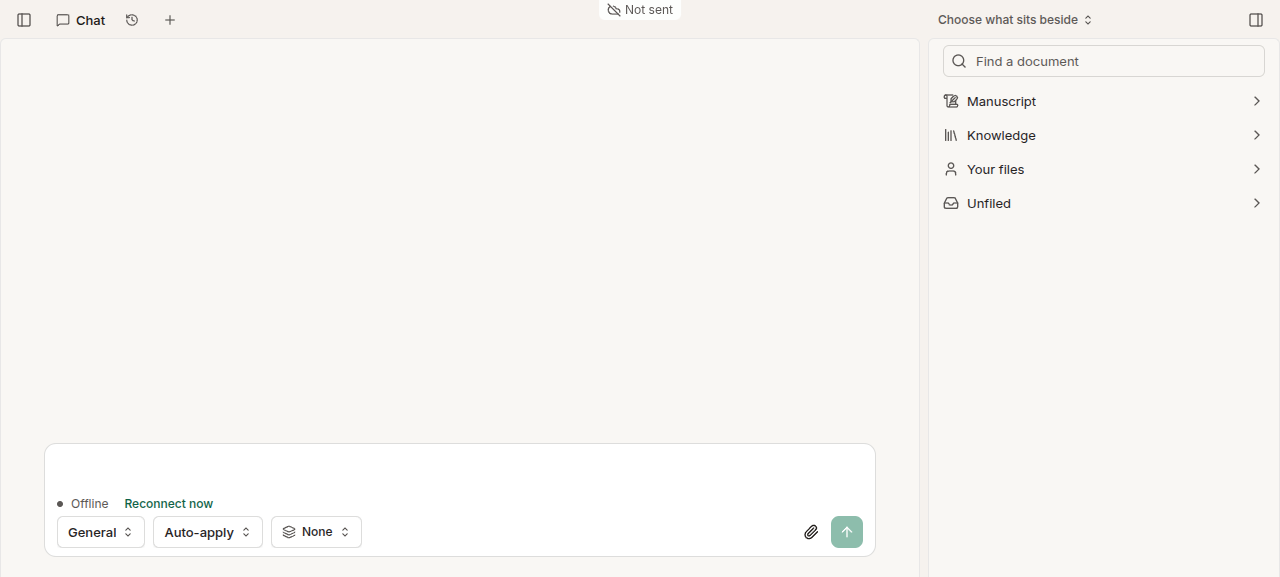 Chat
Not sent
Choose what sits beside
Find a document
Manuscript
Knowledge
Your files
Unfiled
Offline Reconnect now
General Auto-apply None